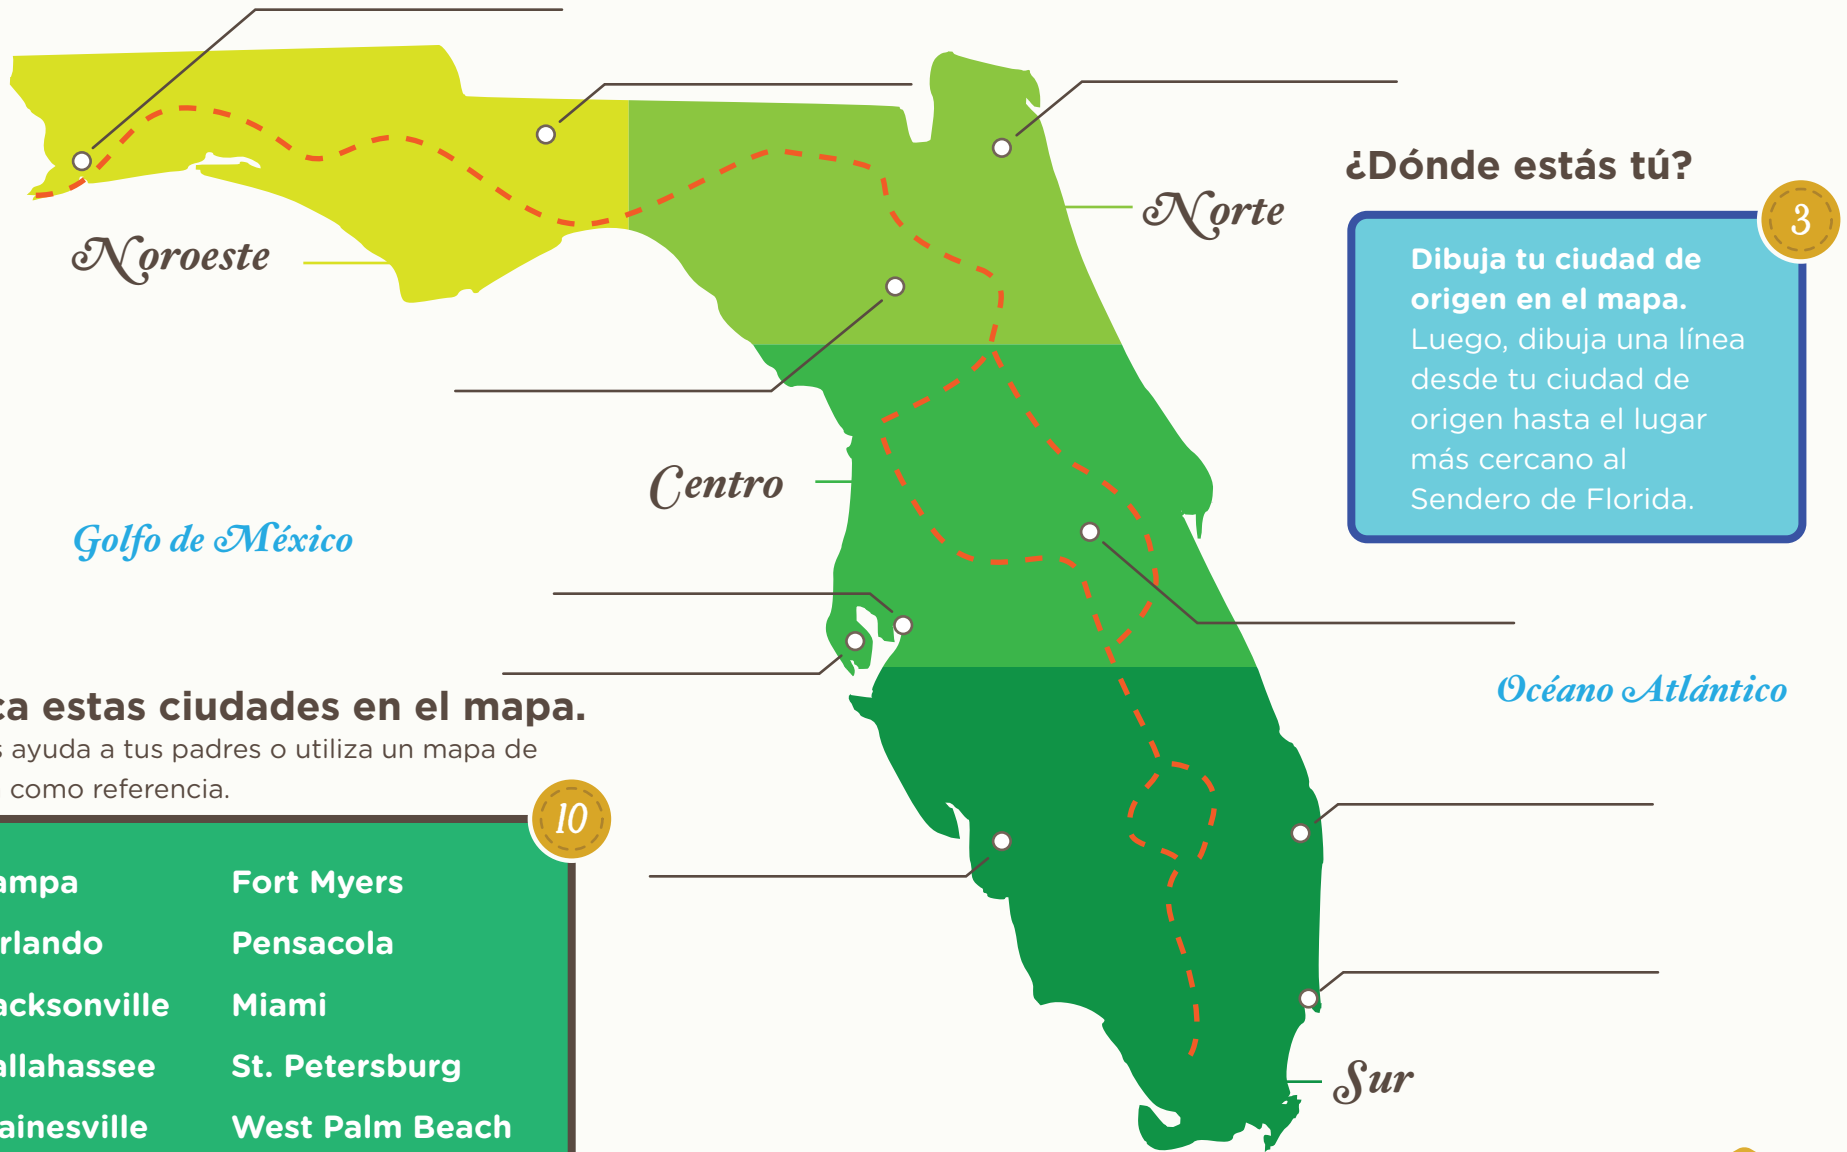 Noroeste
Norte
Centro
Golfo de México
Océano Atlántico
Sur
¿Dónde estás tú?
3
Dibuja tu ciudad de
origen en el mapa.
Luego, dibuja una línea
desde tu ciudad de
origen hasta el lugar
más cercano al
Sendero de Florida.
ca estas ciudades en el mapa.
s ayuda a tus padres o utiliza un mapa de
como referencia.
10
ampa
rlando
acksonville
allahassee
ainesville
Fort Myers
Pensacola
Miami
St. Petersburg
West Palm Beach